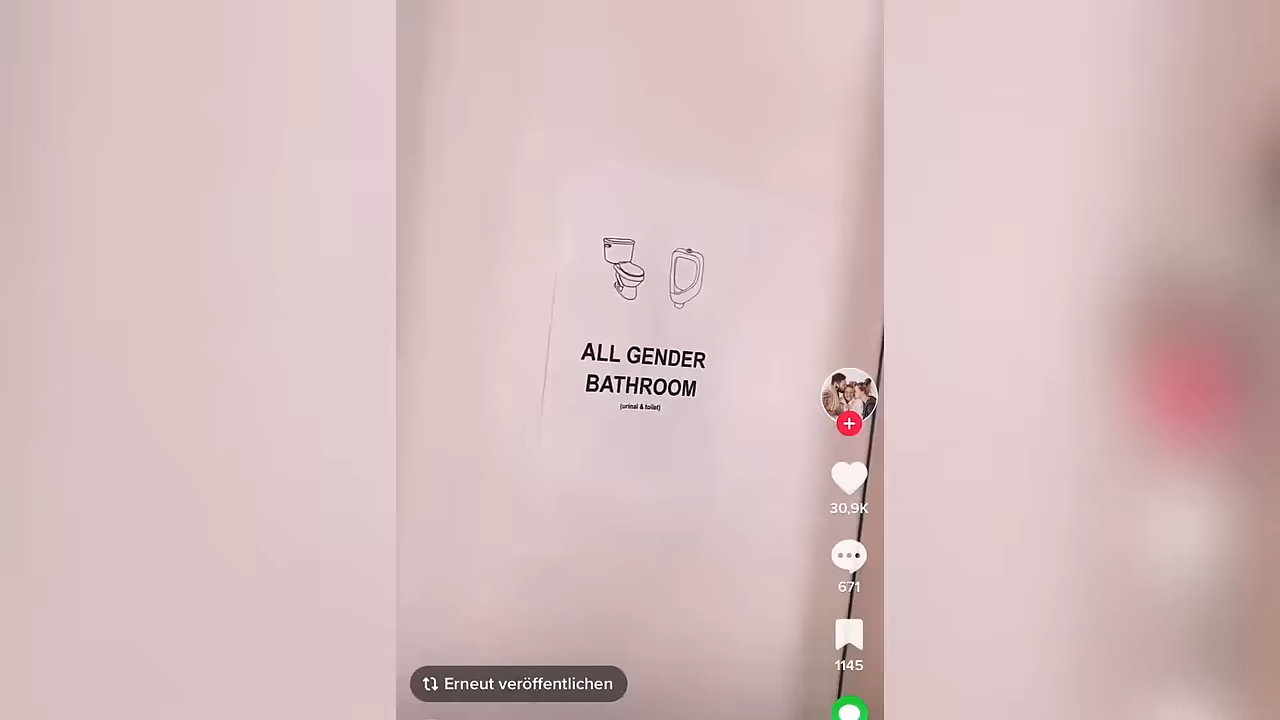 ALL GENDER
BATHROOM
(urinal & toilet)
30,9K
671
1145
Erneut veröffentlichen